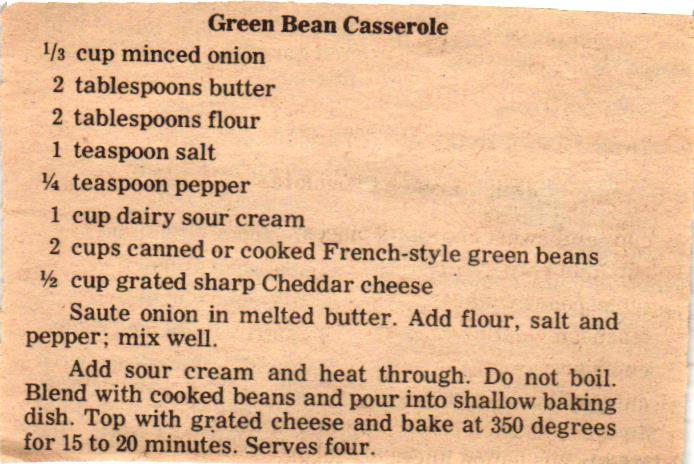 Green Bean Casserole
1/3 cup minced onion
2 tablespoons butter
2 tablespoons flour
1 teaspoon salt
¼ teaspoon pepper
1 cup dairy sour cream
2 cups canned or cooked French-style green beans
½ cup grated sharp Cheddar cheese
Saute onion in melted butter. Add flour, salt and
pepper; mix well.
Add sour cream and heat through. Do not boil.
Blend with cooked beans and pour into shallow baking
dish. Top with grated cheese and bake at 350 degrees
for 15 to 20 minutes. Serves four.